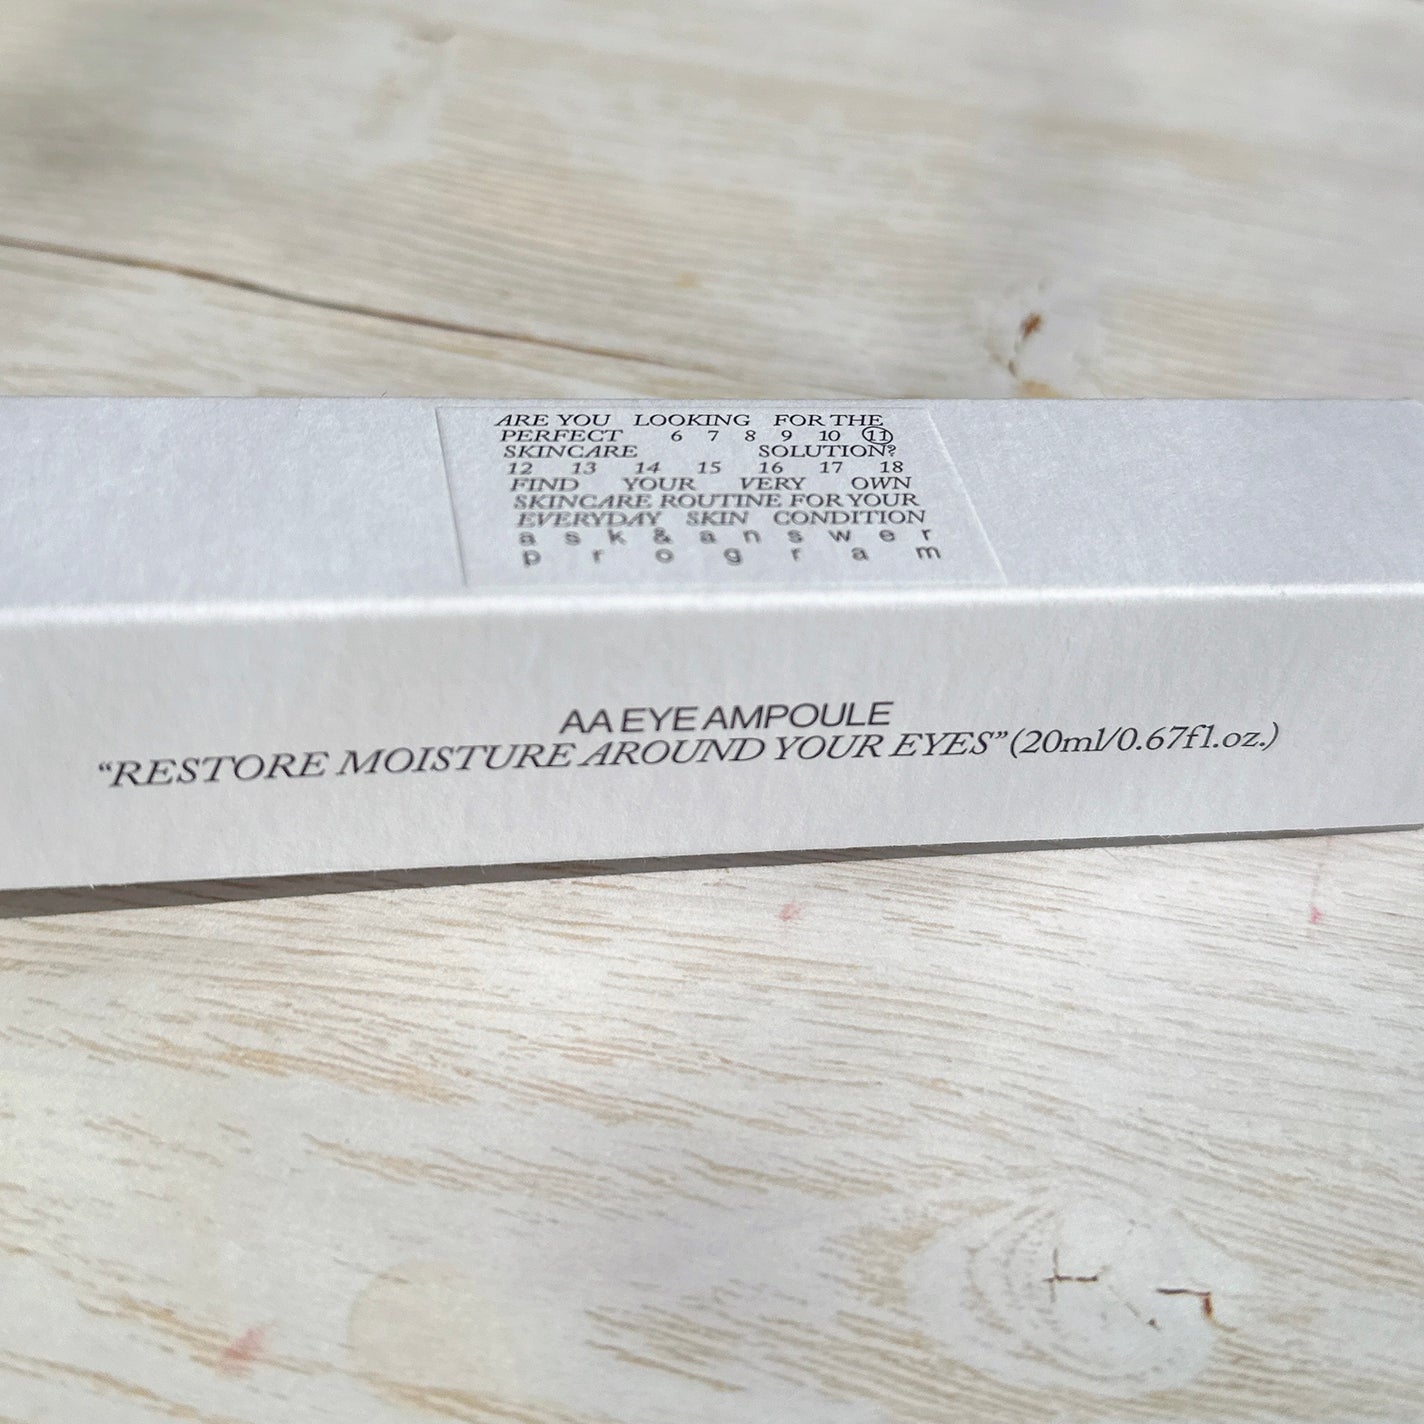 ARE YOU LOOKING FOR THE
PERFECT 6 7 8 9 10 11
SKINCARE SOLUTION?
12 13 14 15 16 17 18
FIND YOUR VERY OWN
SKINCARE ROUTINE FOR YOUR
EVERYDAY SKIN CONDITION
a s k & a n s w e r
p r o g r a m
AA EYE AMPOULE
“RESTORE MOISTURE AROUND YOUR EYES” (20ml/0.67fl.oz.)